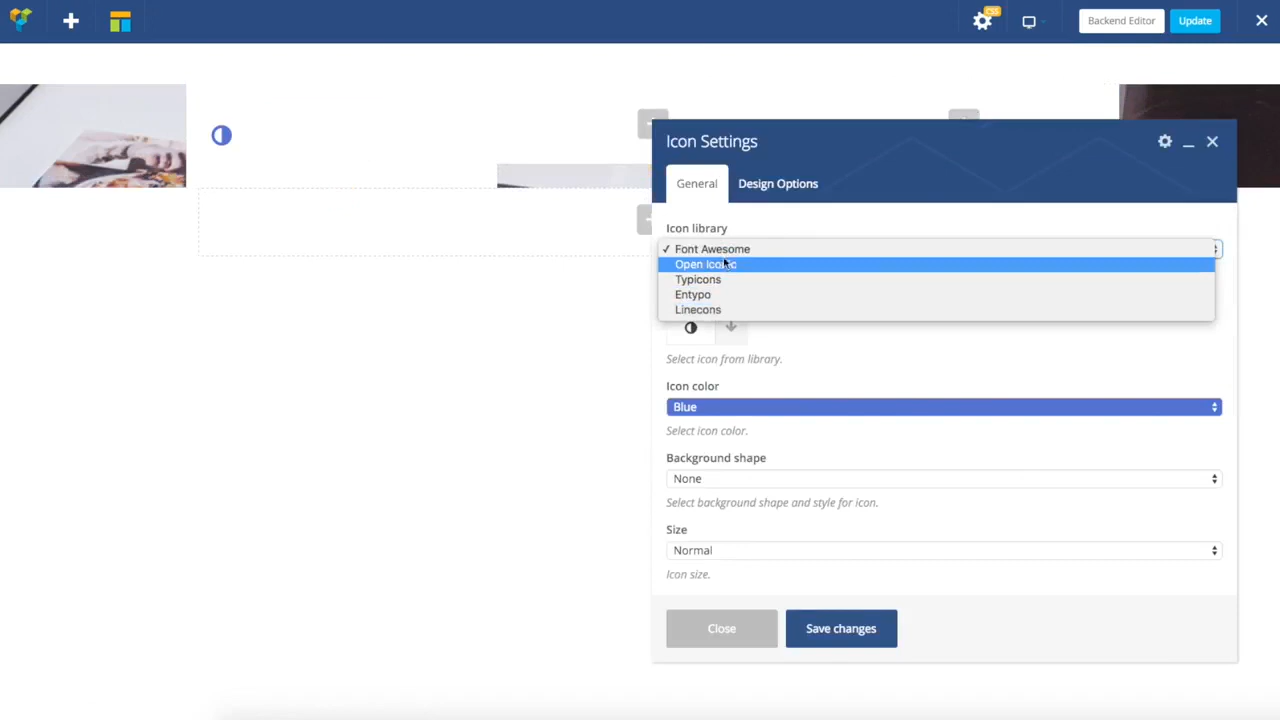 CSS
Backend Editor
Update
Icon Settings
General
Design Options
Icon library
✓ Font Awesome
Open Iconic
Typicons
Entypo
Linecons
Select icon from library.
Icon color
Blue
Select icon color.
Background shape
None
Select background shape and style for icon.
Size
Normal
Icon size.
Close
Save changes